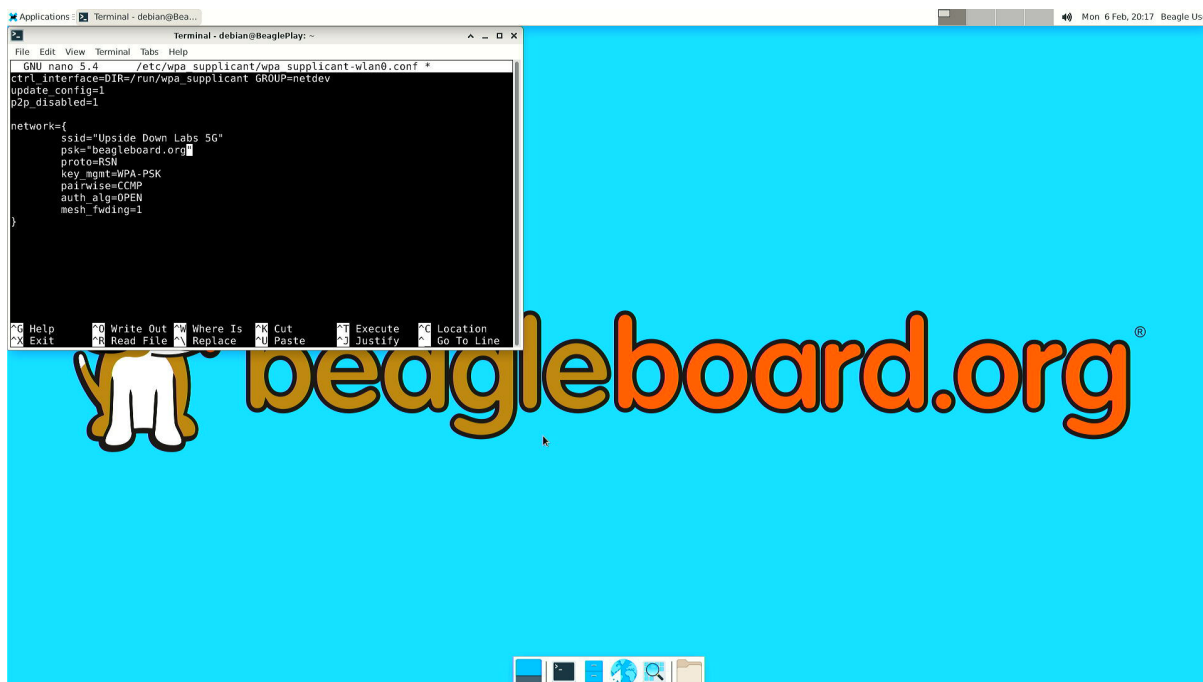 Applications
Terminal - debian@Bea...
Mon 6 Feb, 20:17
Beagle Us
Terminal - debian@BeaglePlay: ~
File Edit View Terminal Tabs Help
GNU nano 5.4 /etc/wpa_supplicant/wpa_supplicant-wlan0.conf *
ctrl_interface=DIR=/run/wpa_supplicant GROUP=netdev
update_config=1
p2p_disabled=1
network={
ssid="Upside Down Labs 5G"
psk="beagleboard.org"
proto=RSN
key_mgmt=WPA-PSK
pairwise=CCMP
auth_alg=OPEN
mesh_fwding=1
}
^G Help ^O Write Out ^W Where Is ^K Cut ^T Execute ^C Location
^X Exit ^R Read File ^\ Replace ^U Paste ^J Justify ^_ Go To Line
beagleboard.org®